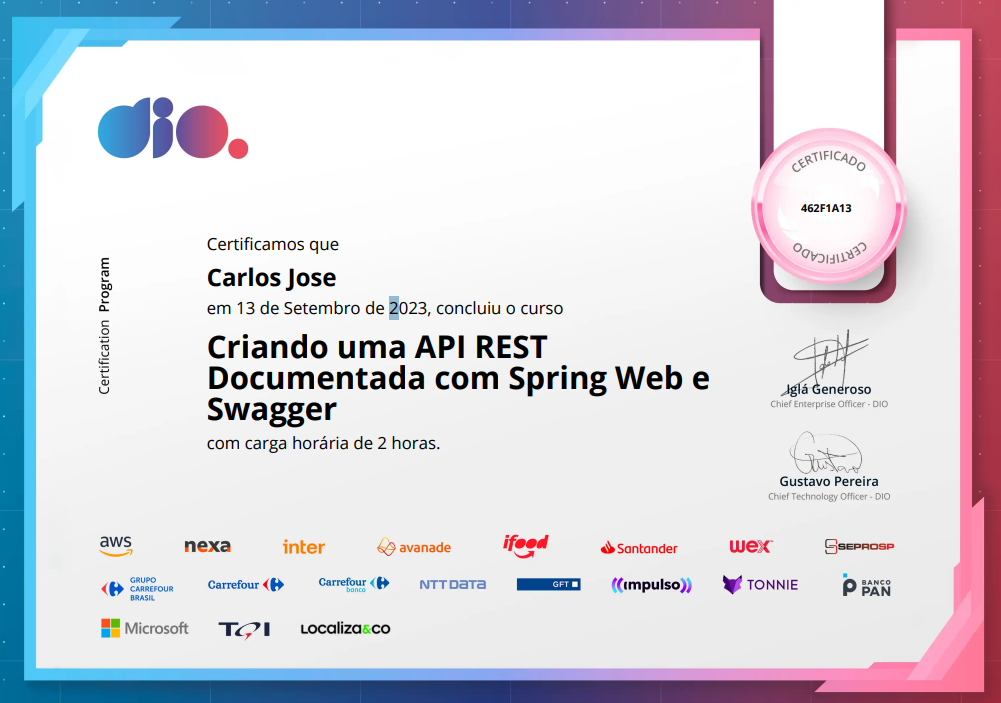 dio.
CERTIFICADO
462F1A13
CERTIFICADO
Certification Program
Certificamos que
Carlos Jose
em 13 de Setembro de 2023, concluiu o curso
Criando uma API REST
Documentada com Spring Web e
Swagger
com carga horária de 2 horas.
Iglá Generoso
Chief Enterprise Officer - DIO
Gustavo
Gustavo Pereira
Chief Technology Officer - DIO
aws nexa inter avanade ifood Santander wex SEPROSP
GRUPO
CARREFOUR
BRASIL
Carrefour
Carrefour
banco
NTT DATA
GFT
impulso
TONNIE
BANCO
PAN
Microsoft TQI LOCALIZA&CO